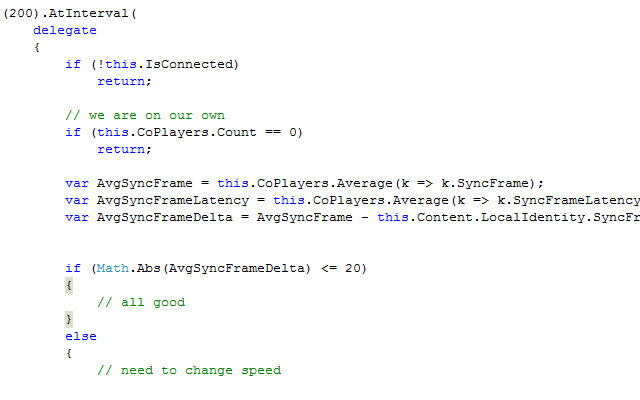 (200).AtInterval(
delegate
{
if (!this.IsConnected)
return;
// we are on our own
if (this.CoPlayers.Count == 0)
return;
var AvgSyncFrame = this.CoPlayers.Average(k => k.SyncFrame);
var AvgSyncFrameLatency = this.CoPlayers.Average(k => k.SyncFrameLatency
var AvgSyncFrameDelta = AvgSyncFrame - this.Content.LocalIdentity.SyncFr
if (Math.Abs(AvgSyncFrameDelta) <= 20)
{
// all good
}
else
{
// need to change speed